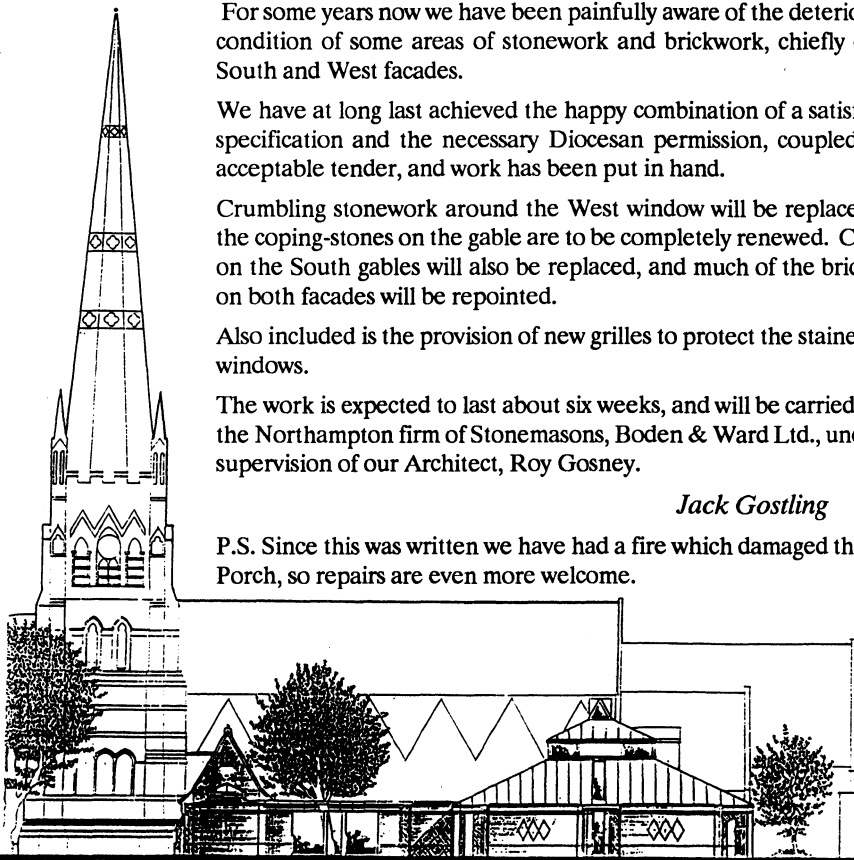 For some years now we have been painfully aware of the deterio
condition of some areas of stonework and brickwork, chiefly
South and West facades.
We have at long last achieved the happy combination of a satis
specification and the necessary Diocesan permission, coupled
acceptable tender, and work has been put in hand.
Crumbling stonework around the West window will be replace
the coping-stones on the gable are to be completely renewed. C
on the South gables will also be replaced, and much of the bric
on both facades will be repointed.
Also included is the provision of new grilles to protect the staine
windows.
The work is expected to last about six weeks, and will be carried
the Northampton firm of Stonemasons, Boden & Ward Ltd., und
supervision of our Architect, Roy Gosney.
Jack Gostling
P.S. Since this was written we have had a fire which damaged th
Porch, so repairs are even more welcome.